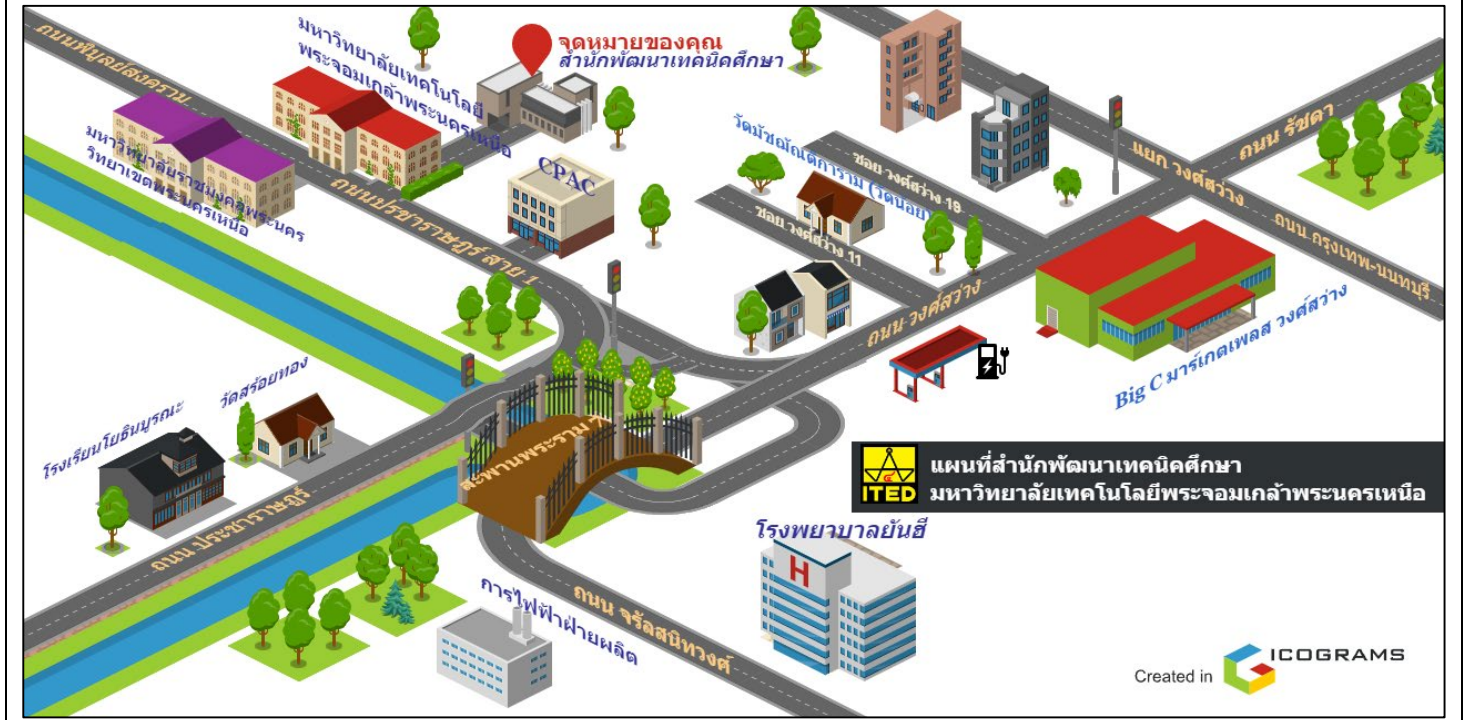 ถนนพิบูลย์สงคราม
มหาวิทยาลัยเทคโนโลยี
พระจอมเกล้าพระนครเหนือ
จุดหมายของคุณ
สำนักพัฒนาเทคนิคศึกษา
มหาวิทยาลัยราชมงคลพระนคร
วิทยาเขตพระนครเหนือ
CPAC
วัดมัชฌันติการาม (วัดน้อย)
ซอย วงศ์สว่าง 19
ซอย วงศ์สว่าง 11
แยก วงศ์สว่าง
ถนน รัชดา
ถนน กรุงเทพ-นนทบุรี
ถนนประชาราษฎร์ สาย 1
ถนน วงศ์สว่าง
Big C มาร์เกตเพลส วงศ์สว่าง
วัดสร้อยทอง
โรงเรียนโยธินบูรณะ
สะพานพระราม 7
ถนน ประชาราษฎร์
ITED
แผนที่สำนักพัฒนาเทคนิคศึกษา
มหาวิทยาลัยเทคโนโลยีพระจอมเกล้าพระนครเหนือ
โรงพยาบาลยันฮี
H
การไฟฟ้าฝ่ายผลิต
ถนน จรัลสนิทวงศ์
Created in
ICOGRAMS